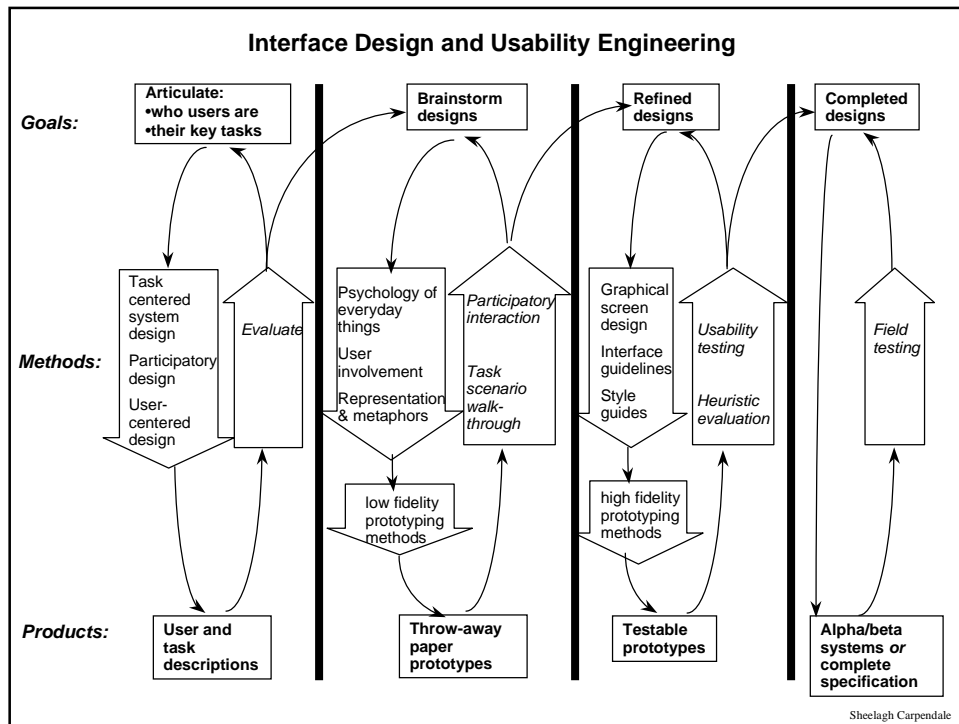 Interface Design and Usability Engineering
Goals:
Articulate:
•who users are
•their key tasks
Brainstorm
designs
Refined
designs
Completed
designs
Methods:
Task
centered
system
design
Participatory
design
User-
centered
design
Evaluate
Psychology of
everyday
things
User
involvement
Representation
& metaphors
low fidelity
prototyping
methods
Participatory
interaction
Task
scenario
walk-
through
Graphical
screen
design
Interface
guidelines
Style
guides
high fidelity
prototyping
methods
Usability
testing
Heuristic
evaluation
Field
testing
Products:
User and
task
descriptions
Throw-away
paper
prototypes
Testable
prototypes
Alpha/beta
systems or
complete
specification
Sheelagh Carpendale